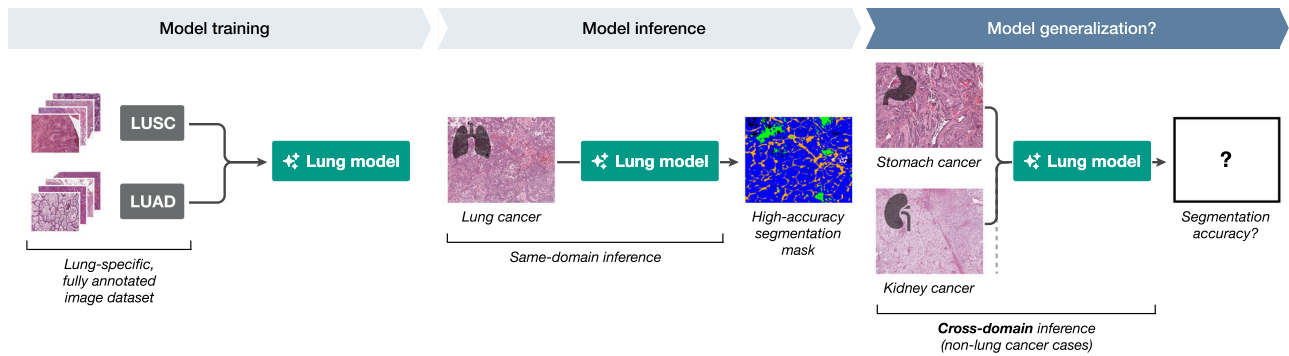 Model training
Model inference
Model generalization?
LUSC
LUAD
Lung model
Lung-specific,
fully annotated
image dataset
Lung cancer
Lung model
High-accuracy
segmentation
mask
Same-domain inference
Stomach cancer
Kidney cancer
Lung model
?
Segmentation
accuracy?
Cross-domain inference
(non-lung cancer cases)